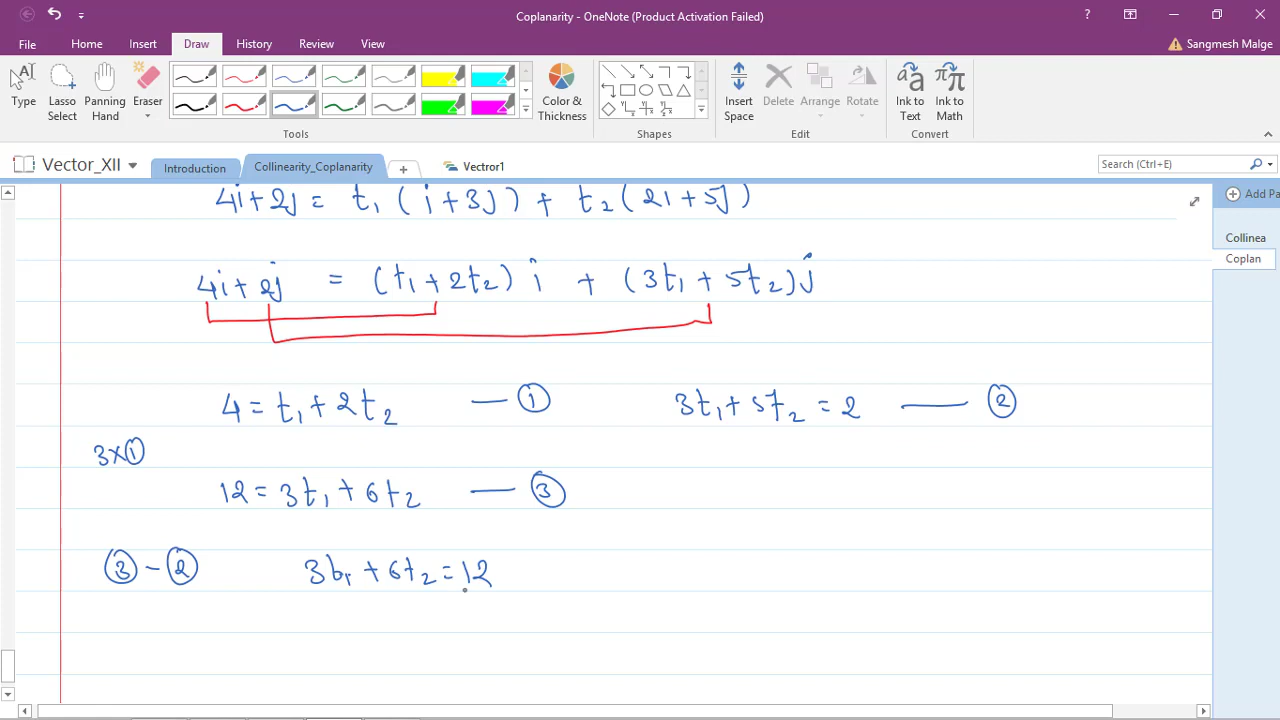 Coplanarity - OneNote (Product Activation Failed)
?
File Home Insert Draw History Review View
Sangmesh Malge
Type
Lasso Select
Panning Hand
Eraser
Color & Thickness
Insert Space
Delete
Arrange
Rotate
Ink to Text
Ink to Math
Tools
Shapes
Edit
Convert
Vector_XII
Introduction
Collinearity_Coplanarity
Vectror1
Search (Ctrl+E)
Add Pa
Collinea
Coplan
4i + 2j = t₁ (i + 3j) + t₂ (2i + 5j)
4i + 2j = (t₁ + 2t₂) i + (3t₁ + 5t₂) j
4 = t₁ + 2t₂ — ①
3t₁ + 5t₂ = 2 — ②
3×①
12 = 3t₁ + 6t₂ — ③
③ - ② 3t₁ + 6t₂ = 12